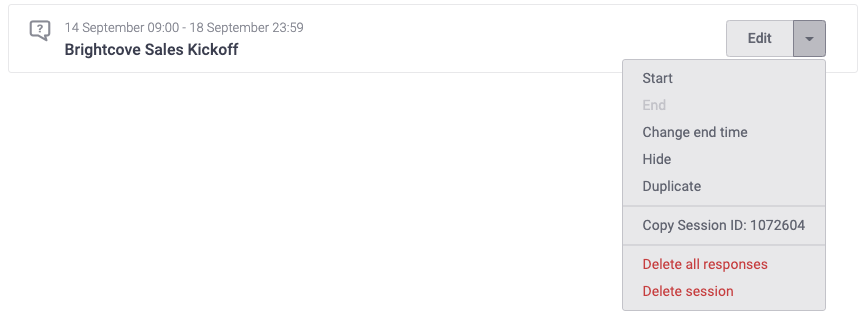 14 September 09:00 - 18 September 23:59
Brightcove Sales Kickoff
Edit
Start
End
Change end time
Hide
Duplicate
Copy Session ID: 1072604
Delete all responses
Delete session